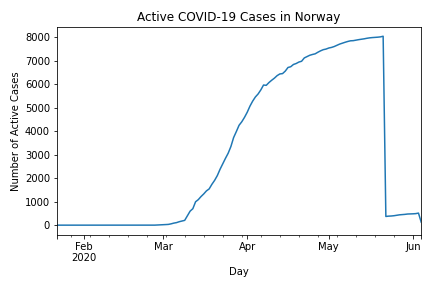 Active COVID-19 Cases in Norway
Number of Active Cases
8000
7000
6000
5000
4000
3000
2000
1000
0
Feb Mar Apr May Jun
2020
Day